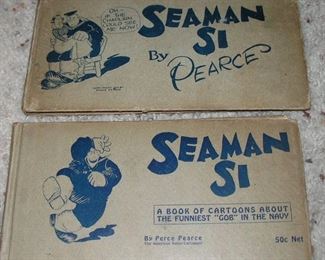 OH-
IF THE
CHAPLAIN
COULD SEE
ME NOW
SEAMAN
SI
By
PEARCE
SEAMAN
SI
A BOOK OF CARTOONS ABOUT
THE FUNNIEST "GOB" IN THE NAVY
By Perce Pearce
50c Net